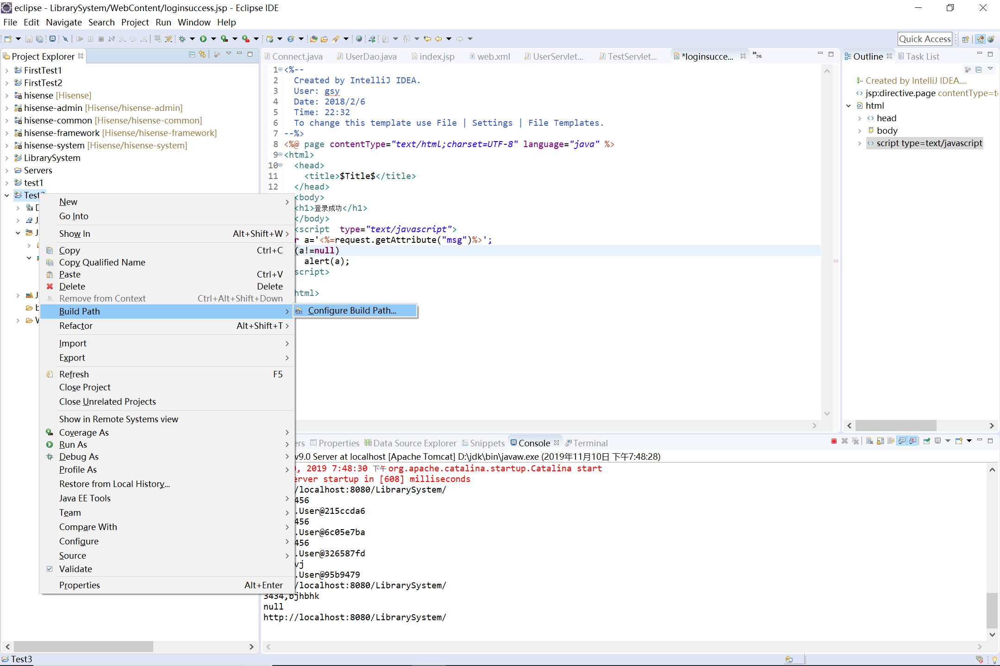 eclipse - LibrarySystem/WebContent/loginsuccess.jsp - Eclipse IDE
File Edit Navigate Search Project Run Window Help
Quick Access
Project Explorer
FirstTest1
FirstTest2
hisense [Hisense]
hisense-admin [Hisense/hisense-admin]
hisense-common [Hisense/hisense-common]
hisense-framework [Hisense/hisense-framework]
hisense-system [Hisense/hisense-system]
LibrarySystem
Servers
test1
New
Go Into
Show In Alt+Shift+W
Copy Ctrl+C
Copy Qualified Name
Paste Ctrl+V
Delete Delete
Remove from Context Ctrl+Alt+Shift+Down
Build Path
Configure Build Path...
Refactor Alt+Shift+T
Import
Export
Refresh F5
Close Project
Close Unrelated Projects
Show in Remote Systems view
Coverage As
Run As
Debug As
Profile As
Restore from Local History...
Java EE Tools
Team
Compare With
Configure
Source
Validate
Properties Alt+Enter
Connect.java UserDao.java index.jsp web.xml UserServlet... TestServlet... *loginsucce... »29
1 <%--
2 Created by IntelliJ IDEA.
3 User: gsy
4 Date: 2018/2/6
5 Time: 22:32
6 To change this template use File | Settings | File Templates.
7 --%>
8 <%@ page contentType="text/html;charset=UTF-8" language="java" %>
9 <html>
10 <head>
11 <title>$Title$</title>
12 </head>
<body>
<h1>登录成功</h1>
</body>
<script type="text/javascript">
r a='<%=request.getAttribute("msg")%>';
(a!=null)
alert(a);
script>
html>
Outline Task List
Created by IntelliJ IDEA....
jsp:directive.page contentType=t
html
head
body
script type=text/javascript
ers Properties Data Source Explorer Snippets Console Terminal
v9.0 Server at localhost [Apache Tomcat] D:\jdk\bin\javaw.exe (2019年11月10日 下午7:48:28)
, 2019 7:48:30 下午 org.apache.catalina.startup.Catalina start
erver startup in [608] milliseconds
/localhost:8080/LibrarySystem/
456
.User@215ccda6
456
.User@6c05e7ba
456
.User@326587fd
vj
.User@95b9479
/localhost:8080/LibrarySystem/
3434,bjhbhk
null
http://localhost:8080/LibrarySystem/
Test3